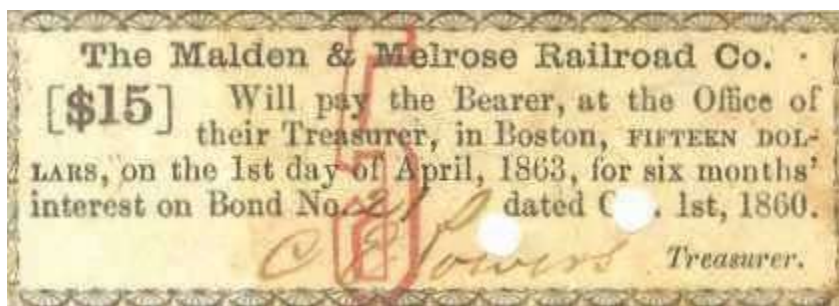 The Malden & Melrose Railroad Co.
[$15] Will pay the Bearer, at the Office of
their Treasurer, in Boston, FIFTEEN DOL-
LARS, on the 1st day of April, 1863, for six months'
interest on Bond No. 210 dated 1st, 1860.
C E Powers Treasurer.